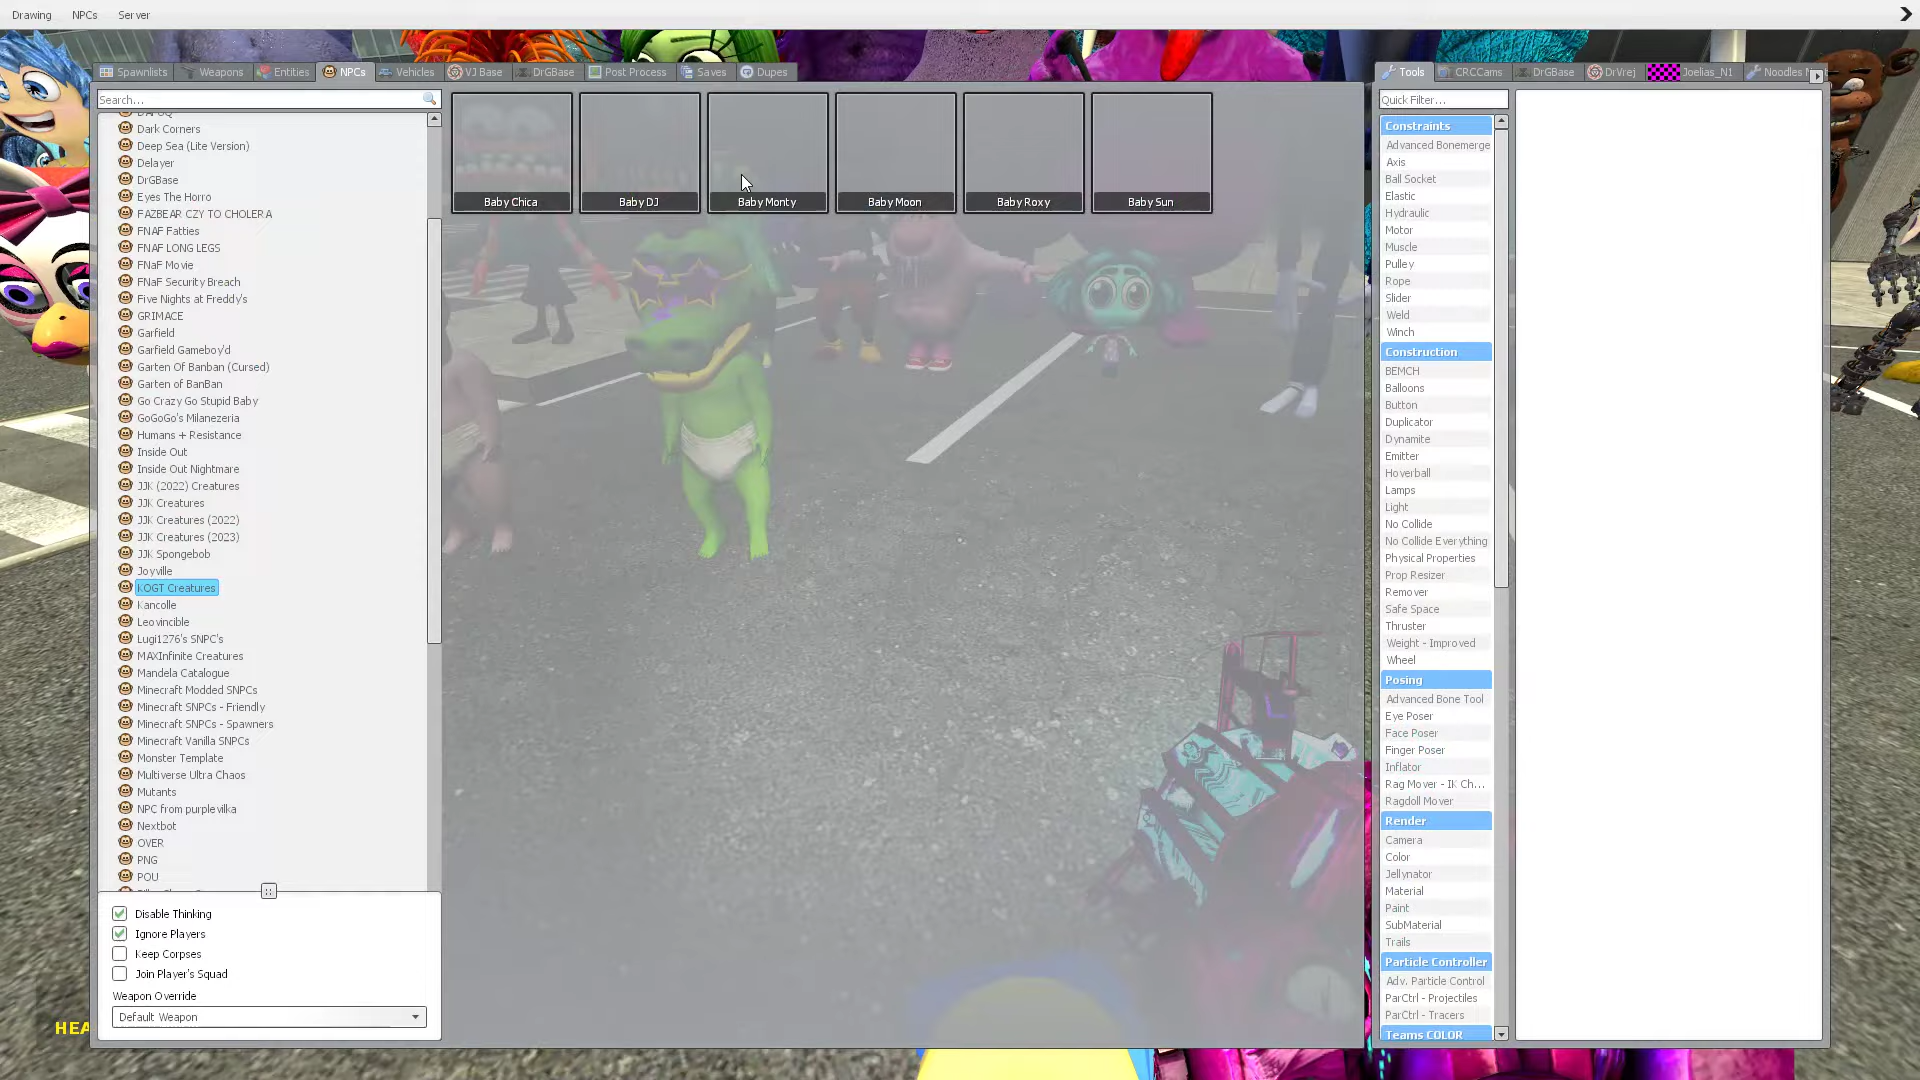 Drawing NPCs Server
Spawnlists Weapons Entities NPCs Vehicles VJ Base DrGBase Post Process Saves Dupes
Search...
Dark Corners
Deep Sea (Lite Version)
Delayer
DrGBase
Eyes The Horro
FAZBEAR CZY TO CHOLERA
FNAF Fatties
FNAF LONG LEGS
FNaF Movie
FNaF Security Breach
Five Nights at Freddy's
GRIMACE
Garfield
Garfield Gameboy'd
Garten Of Banban (Cursed)
Garten of BanBan
Go Crazy Go Stupid Baby
GoGoGo's Milanezeria
Humans + Resistance
Inside Out
Inside Out Nightmare
JJK (2022) Creatures
JJK Creatures
JJK Creatures (2022)
JJK Creatures (2023)
JJK Spongebob
Joyville
KOGT Creatures
Kancolle
Leovincible
Lugi1276's SNPC's
MAXInfinite Creatures
Mandela Catalogue
Minecraft Modded SNPCs
Minecraft SNPCs - Friendly
Minecraft SNPCs - Spawners
Minecraft Vanilla SNPCs
Monster Template
Multiverse Ultra Chaos
Mutants
NPC from purplevilka
Nextbot
OVER
PNG
POU
Disable Thinking
Ignore Players
Keep Corpses
Join Player's Squad
Weapon Override
Default Weapon
HEA
Baby Chica Baby DJ Baby Monty Baby Moon Baby Roxy Baby Sun
Tools CRCCams DrGBase DrVrej Joelias_N1 Noodles
Quick Filter...
Constraints
Advanced Bonemerge
Axis
Ball Socket
Elastic
Hydraulic
Motor
Muscle
Pulley
Rope
Slider
Weld
Winch
Construction
BEMCH
Balloons
Button
Duplicator
Dynamite
Emitter
Hoverball
Lamps
Light
No Collide
No Collide Everything
Physical Properties
Prop Resizer
Remover
Safe Space
Thruster
Weight - Improved
Wheel
Posing
Advanced Bone Tool
Eye Poser
Face Poser
Finger Poser
Inflator
Rag Mover - IK Ch...
Ragdoll Mover
Render
Camera
Color
Jellynator
Material
Paint
SubMaterial
Trails
Particle Controller
Adv. Particle Control
ParCtrl - Projectiles
ParCtrl - Tracers
Teams COLOR